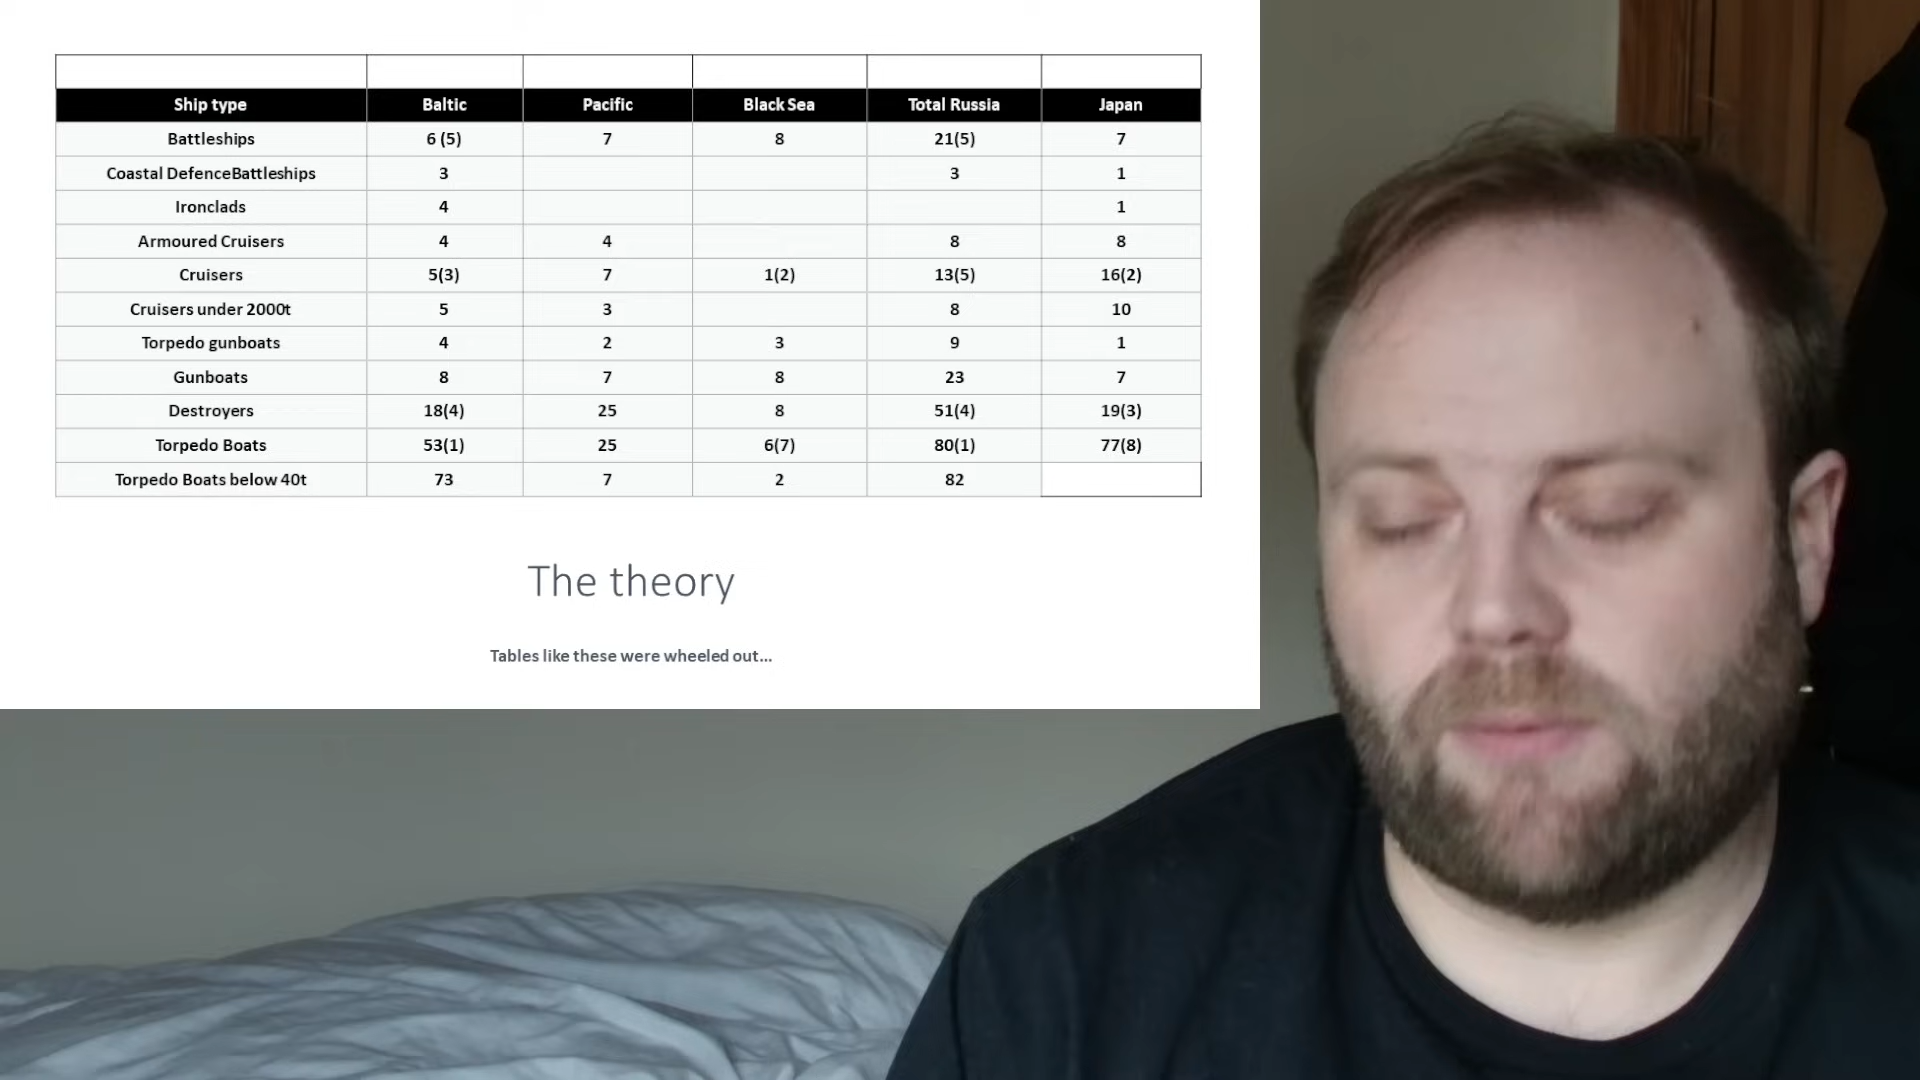 Ship type Baltic Pacific Black Sea Total Russia Japan
Battleships 6 (5) 7 8 21(5) 7
Coastal DefenceBattleships 3 3 1
Ironclads 4 1
Armoured Cruisers 4 4 8 8
Cruisers 5(3) 7 1(2) 13(5) 16(2)
Cruisers under 2000t 5 3 8 10
Torpedo gunboats 4 2 3 9 1
Gunboats 8 7 8 23 7
Destroyers 18(4) 25 8 51(4) 19(3)
Torpedo Boats 53(1) 25 6(7) 80(1) 77(8)
Torpedo Boats below 40t 73 7 2 82
The theory
Tables like these were wheeled out...